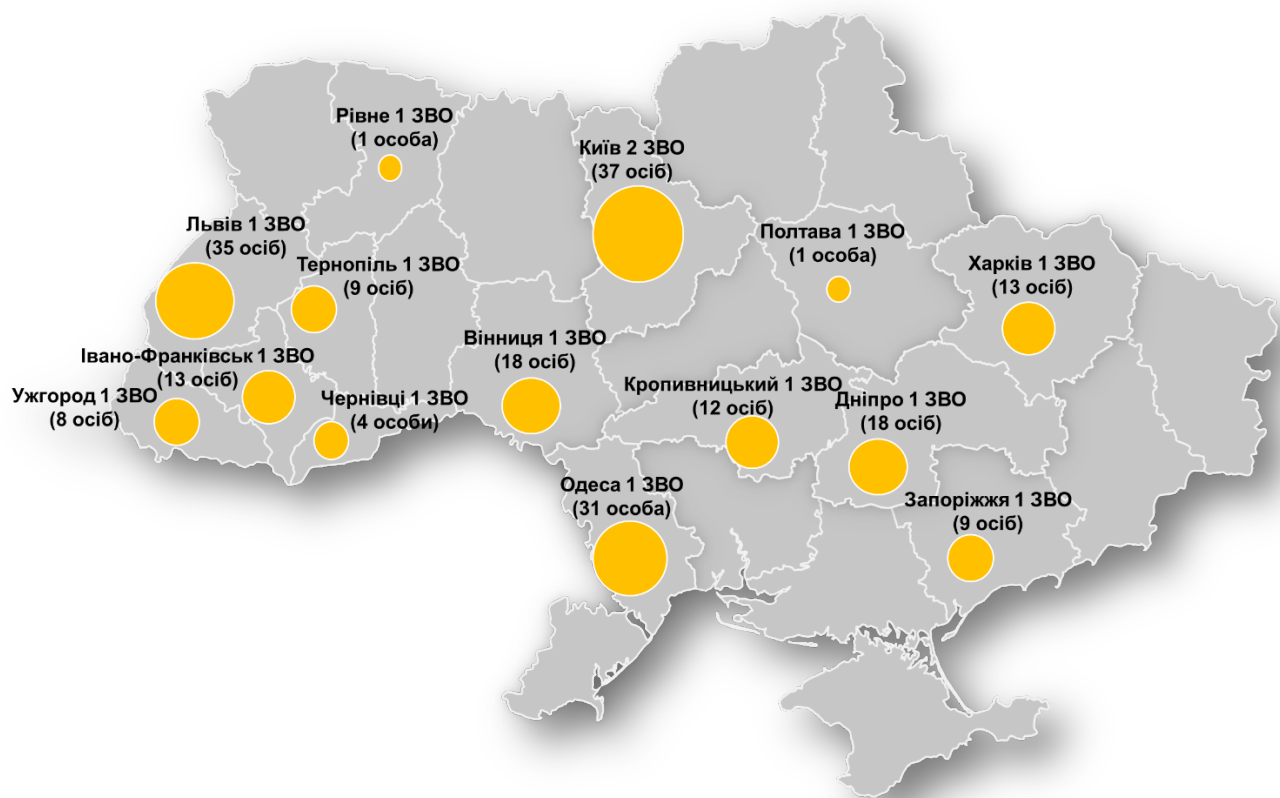 Рівне 1 ЗВО
(1 особа)
Київ 2 ЗВО
(37 осіб)
Львів 1 ЗВО
(35 осіб)
Тернопіль 1 ЗВО
(9 осіб)
Полтава 1 ЗВО
(1 особа)
Харків 1 ЗВО
(13 осіб)
Івано-Франківськ 1 ЗВО
(13 осіб)
Вінниця 1 ЗВО
(18 осіб)
Ужгород 1 ЗВО
(8 осіб)
Чернівці 1 ЗВО
(4 особи)
Кропивницький 1 ЗВО
(12 осіб)
Дніпро 1 ЗВО
(18 осіб)
Одеса 1 ЗВО
(31 особа)
Запоріжжя 1 ЗВО
(9 осіб)